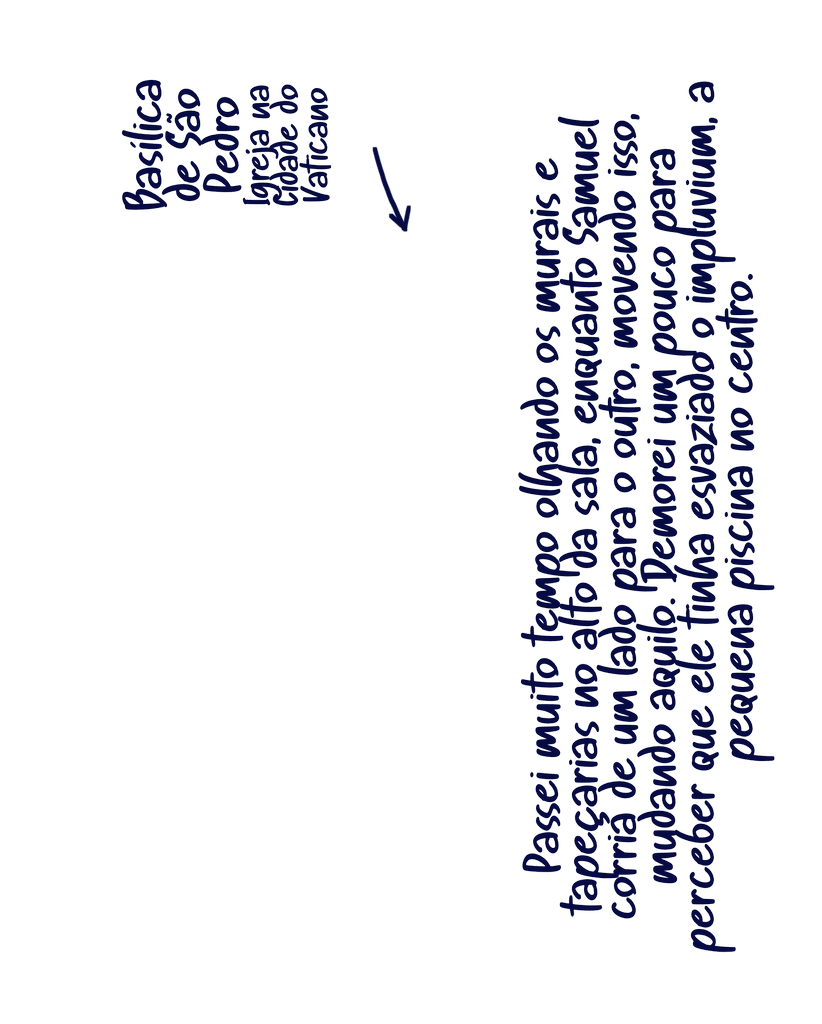 Basílica
de São
Pedro
Igreja na
Cidade do
Vaticano
Passei muito tempo olhando os murais e
tapeçarias no alto da sala, enquanto Samuel
corria de um lado para o outro, movendo isso,
mudando aquilo. Demorei um pouco para
perceber que ele tinha esvaziado o impluvium, a
pequena piscina no centro.